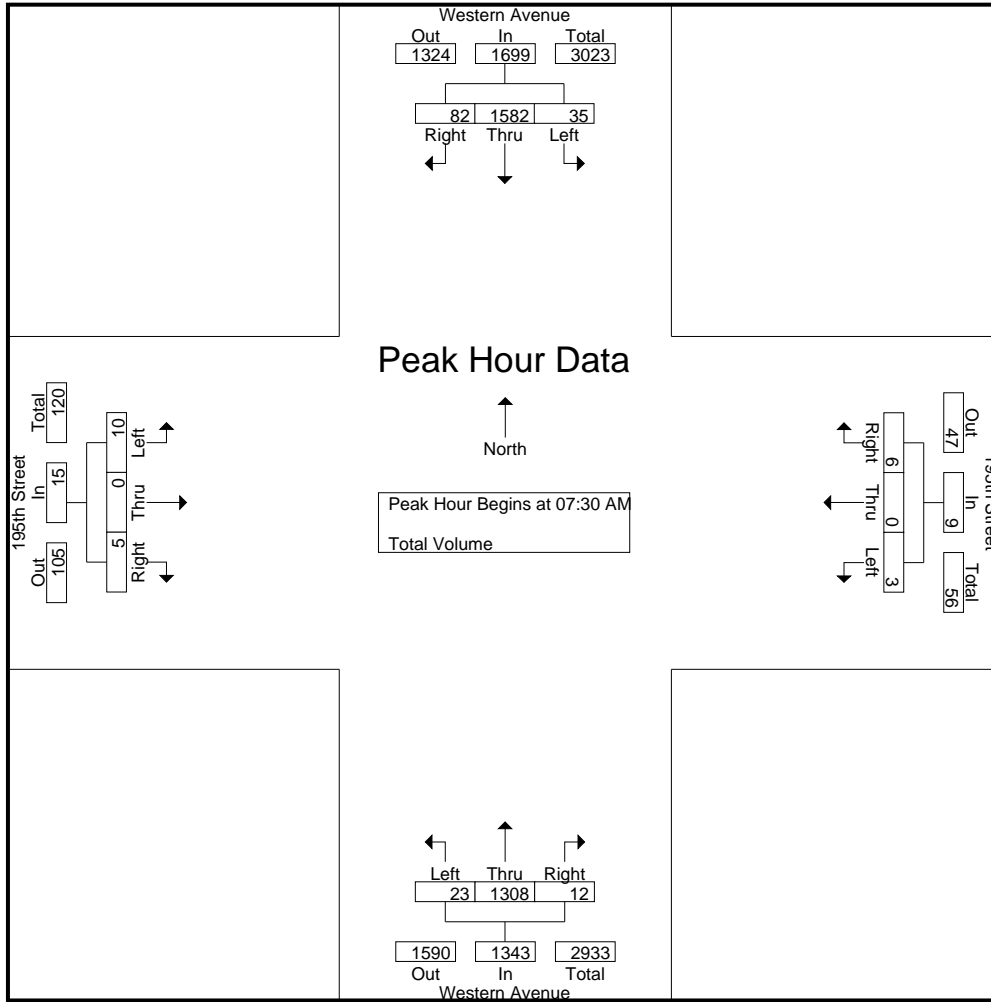 Western Avenue
Out In Total
1324 1699 3023
82 1582 35
Right Thru Left
Peak Hour Data
North
Peak Hour Begins at 07:30 AM
Total Volume
195th Street
Out In Total
105 15 120
Left Thru Right
10 0 5
Out In Total
47 9 56
Right Thru Left
6 0 3
Street
Left Thru Right
23 1308 12
1590 1343 2933
Out In Total
Western Avenue